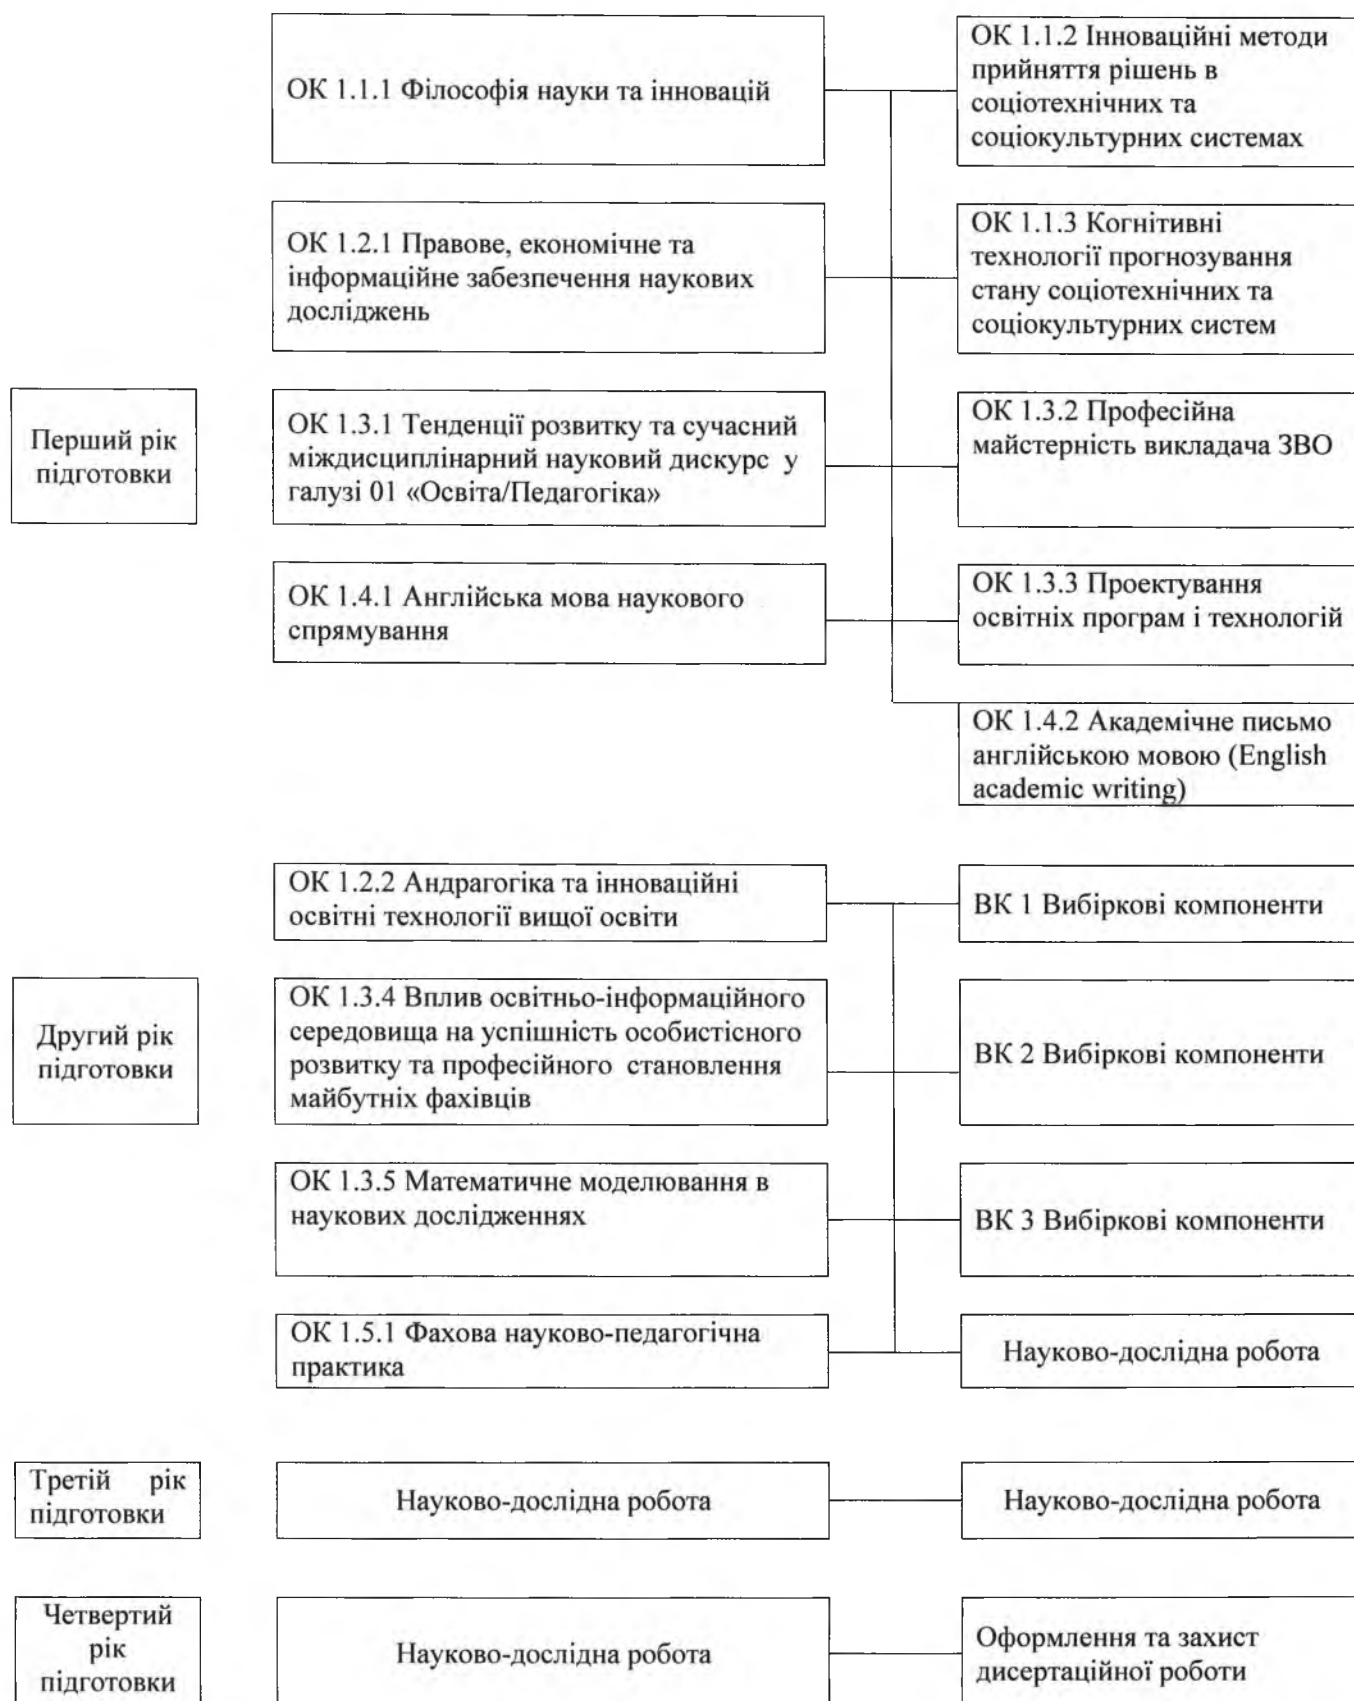 ОК 1.1.1 Філософія науки та інновацій
ОК 1.1.2 Інноваційні методи
прийняття рішень в
соціотехнічних та
соціокультурних системах
ОК 1.2.1 Правове, економічне та
інформаційне забезпечення наукових
досліджень
ОК 1.1.3 Когнітивні
технології прогнозування
стану соціотехнічних та
соціокультурних систем
Перший рік
підготовки
ОК 1.3.1 Тенденції розвитку та сучасний
міждисциплінарний науковий дискурс у
галузі 01 «Освіта/Педагогіка»
ОК 1.3.2 Професійна
майстерність викладача ЗВО
ОК 1.4.1 Англійська мова наукового
спрямування
ОК 1.3.3 Проектування
освітніх програм і технологій
ОК 1.4.2 Академічне письмо
англійською мовою (English
academic writing)
ОК 1.2.2 Андрагогіка та інноваційні
освітні технології вищої освіти
ВК 1 Вибіркові компоненти
Другий рік
підготовки
ОК 1.3.4 Вплив освітньо-інформаційного
середовища на успішність особистісного
розвитку та професійного становлення
майбутніх фахівців
ВК 2 Вибіркові компоненти
ОК 1.3.5 Математичне моделювання в
наукових дослідженнях
ВК 3 Вибіркові компоненти
ОК 1.5.1 Фахова науково-педагогічна
практика
Науково-дослідна робота
Третій рік
підготовки
Науково-дослідна робота
Науково-дослідна робота
Четвертий
рік
підготовки
Науково-дослідна робота
Оформлення та захист
дисертаційної роботи